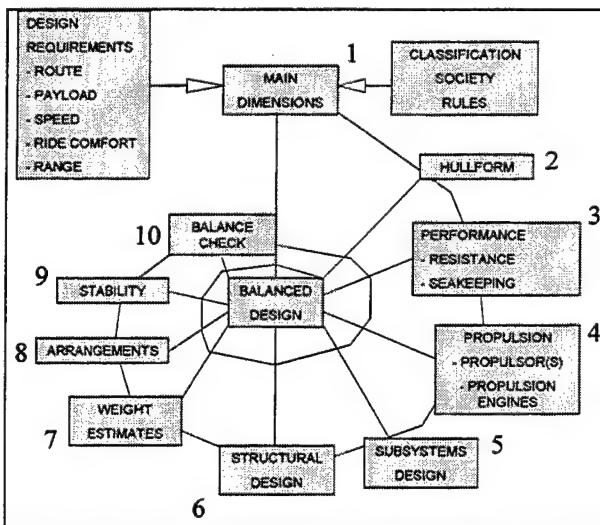 DESIGN
REQUIREMENTS
- ROUTE
- PAYLOAD
- SPEED
- RIDE COMFORT
- RANGE
1
MAIN
DIMENSIONS
CLASSIFICATION
SOCIETY
RULES
HULLFORM
2
3
PERFORMANCE
- RESISTANCE
- SEAKEEPING
4
PROPULSION
- PROPULSOR(S)
- PROPULSION
ENGINES
5
SUBSYSTEMS
DESIGN
STRUCTURAL
DESIGN
6
WEIGHT
ESTIMATES
7
8
ARRANGEMENTS
9
STABILITY
10
BALANCE
CHECK
BALANCED
DESIGN